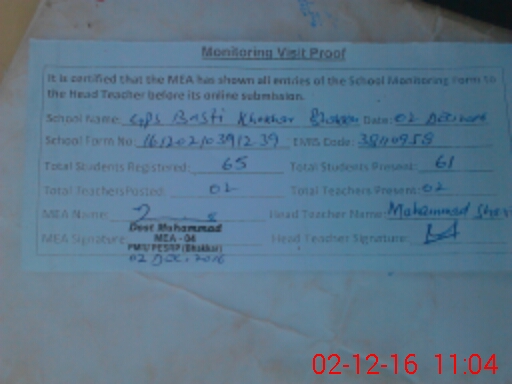 Monitoring Visit Proof
It is certified that the MEA has shown all entries of the School Monitoring Form to
the Head Teacher before its online submission.
School Name: GPS Basti Khokhar Date: 02 Dec 2016
School Form No: EMIS Code:
Total Students Registered: 65 Total Students Present: 61
Total Teachers Posted: 02 Total Teachers Present: 02
MEA Name: Head Teacher Name: Muhammad
MEA Signature: Dost Muhammad Head Teacher Signature:
MEA - 04
PMIU PESRP (Bhakkar)
02 Dec, 2016
02-12-16 11:04